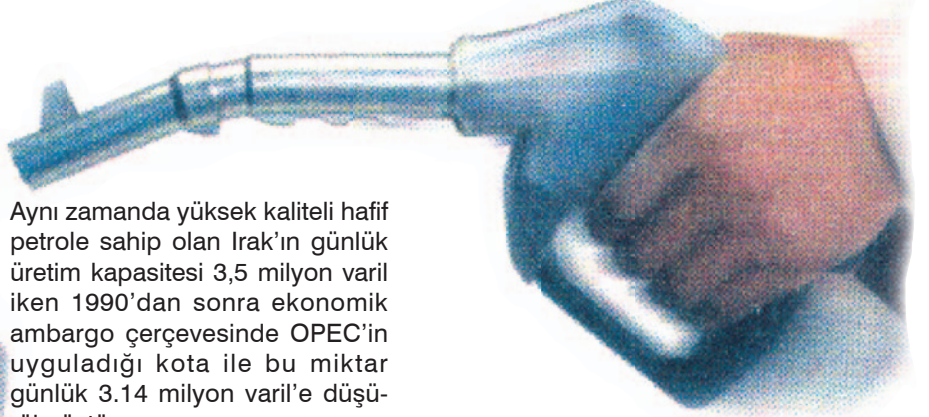 Aynı zamanda yüksek kaliteli hafif
petrole sahip olan Irak’ın günlük
üretim kapasitesi 3,5 milyon varil
iken 1990’dan sonra ekonomik
ambargo çerçevesinde OPEC’in
uyguladığı kota ile bu miktar
günlük 3.14 milyon varil’e düşü-